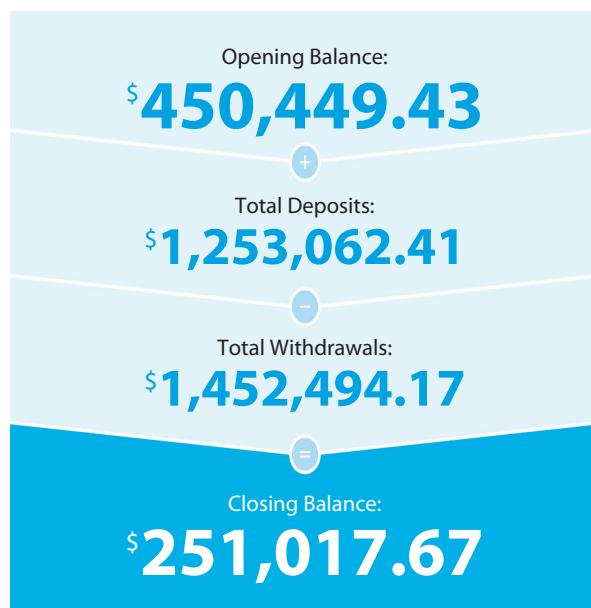 Opening Balance:
$450,449.43
+
Total Deposits:
$1,253,062.41
−
Total Withdrawals:
$1,452,494.17
=
Closing Balance:
$251,017.67